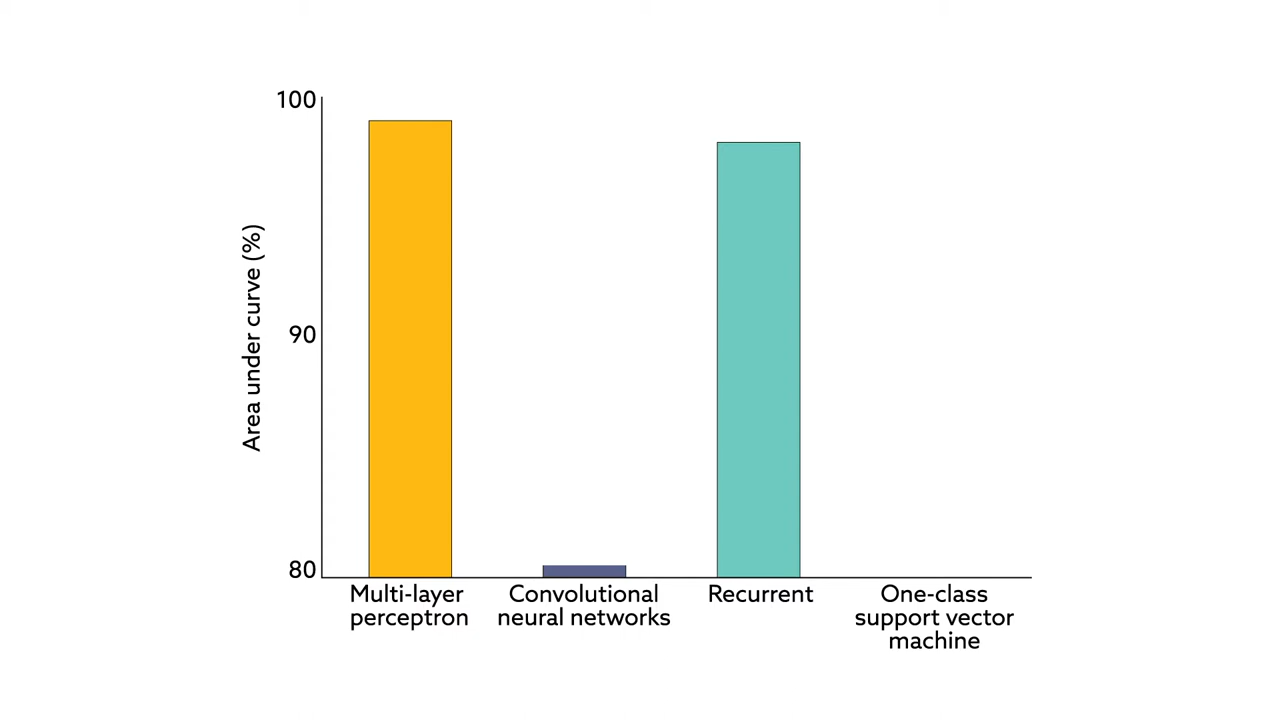 100
90
80
Area under curve (%)
Multi-layer
perceptron
Convolutional
neural networks
Recurrent
One-class
support vector
machine